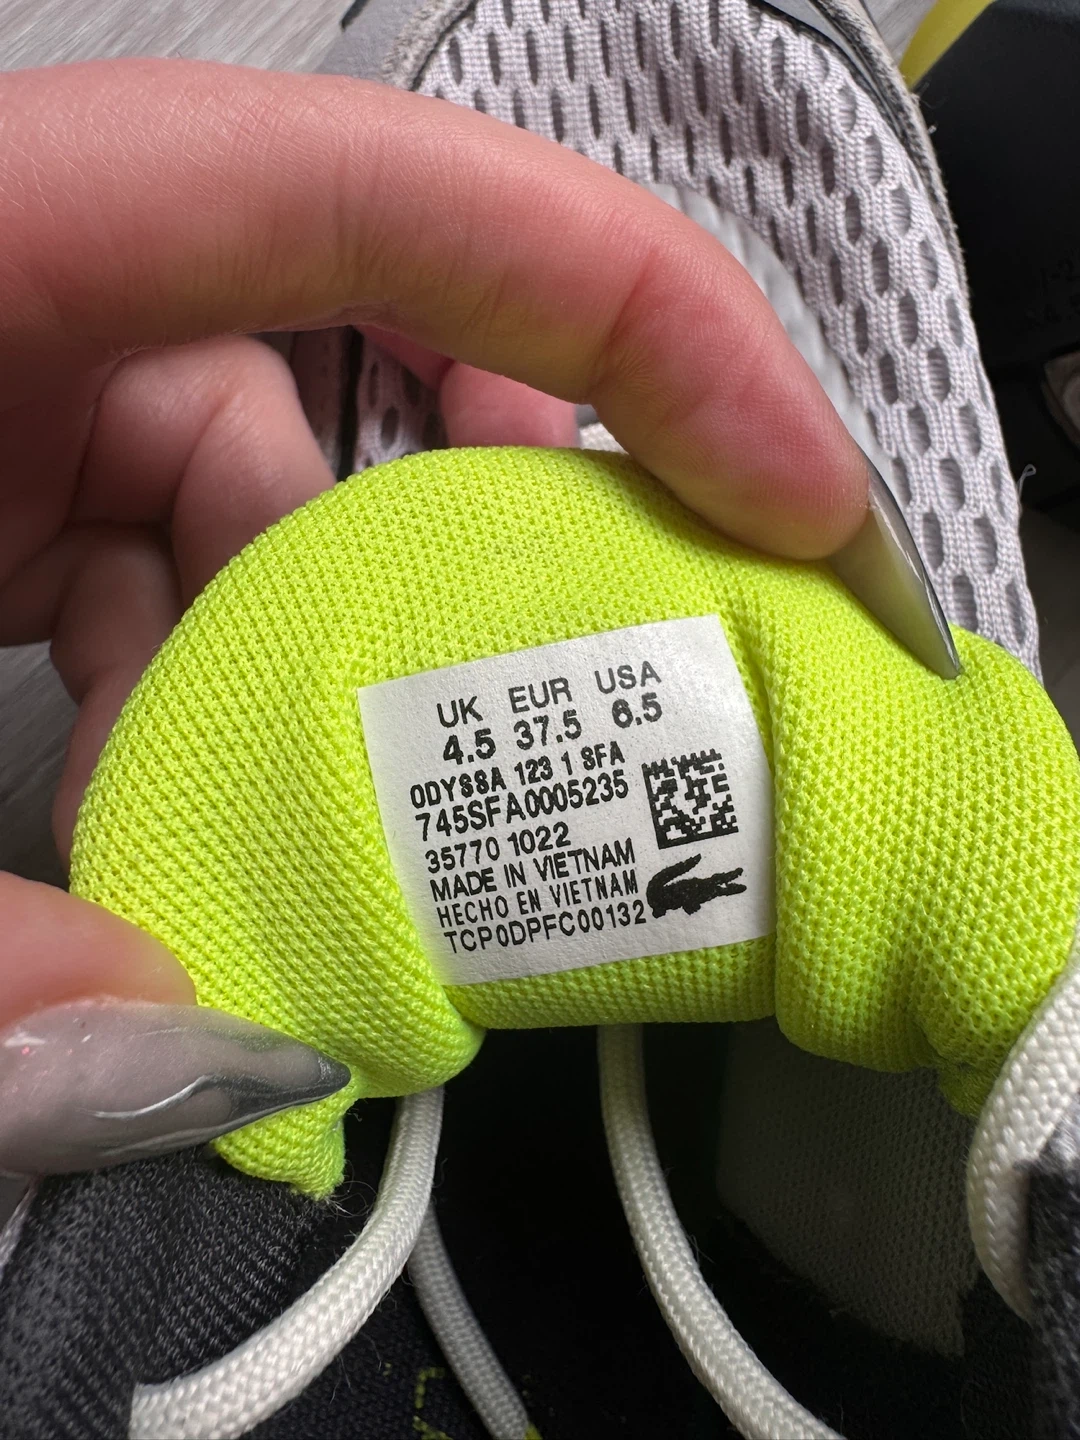 UK EUR USA
4.5 37.5 6.5
ODYSSA 123 1 SFA
745SFA0005235
35770 1022
MADE IN VIETNAM
HECHO EN VIETNAM
TCP0DPFC00132